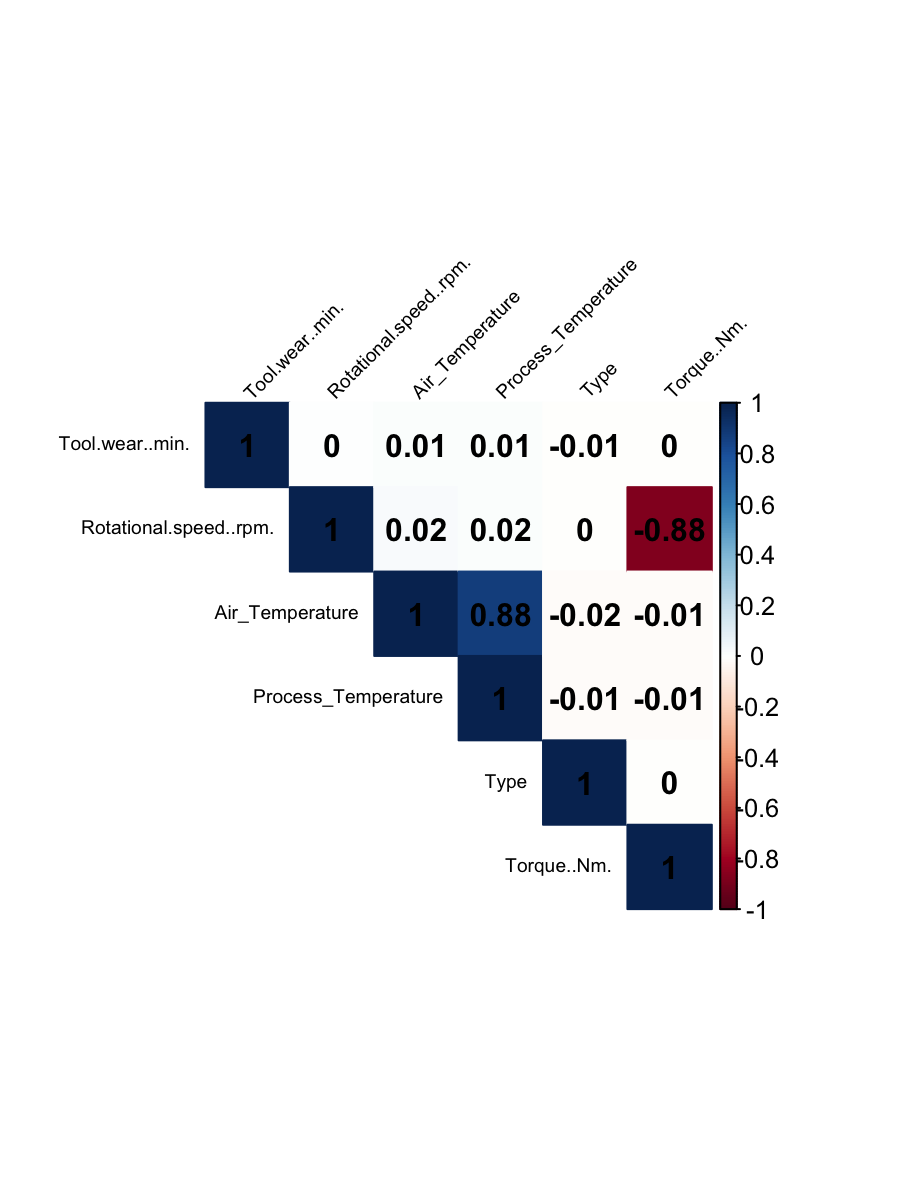 Tool.wear..min.
Rotational.speed..rpm.
Air_Temperature
Process_Temperature
Type
Torque..Nm.
Tool.wear..min. 1 0 0.01 0.01 -0.01 0
Rotational.speed..rpm. 1 0.02 0.02 0 -0.88
Air_Temperature 1 0.88 -0.02 -0.01
Process_Temperature 1 -0.01 -0.01
Type 1 0
Torque..Nm. 1
1
0.8
0.6
0.4
0.2
0
-0.2
-0.4
-0.6
-0.8
-1